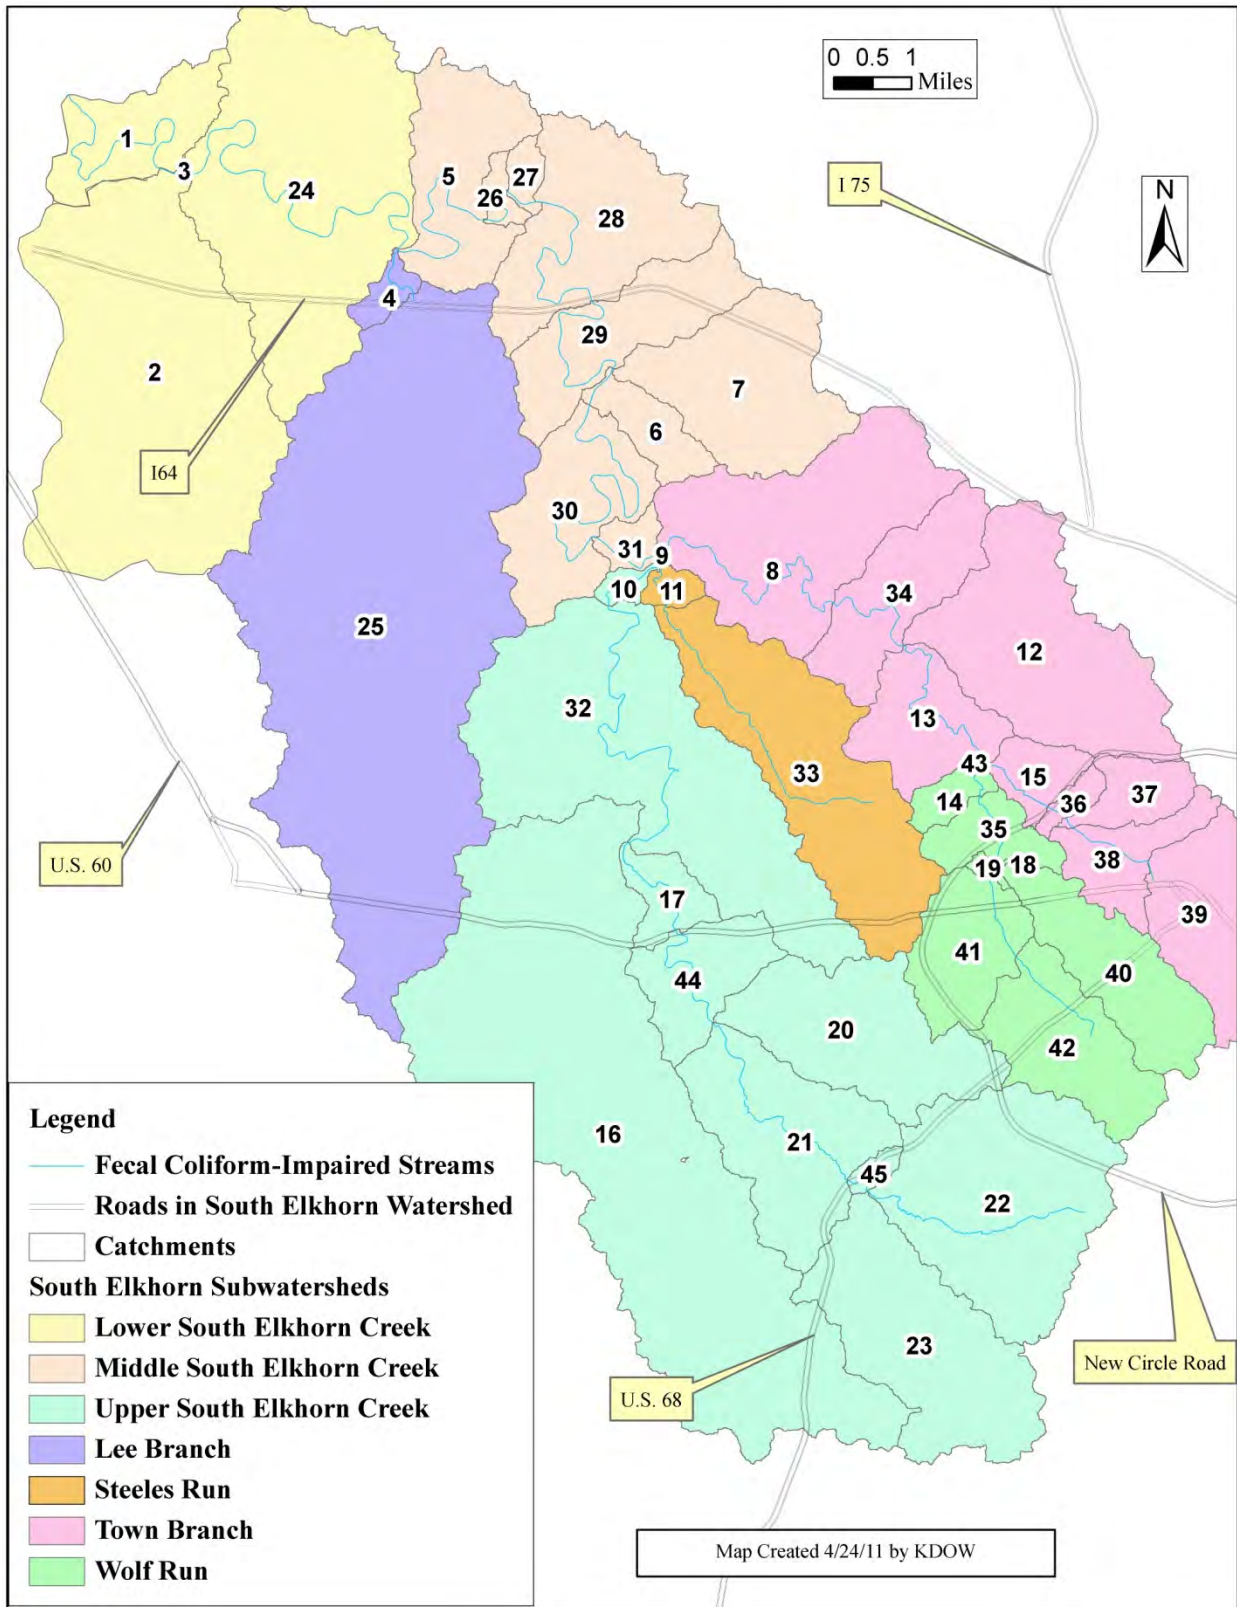 0 0.5 1
Miles
I 75
N
1
3
24
5
26
27
28
4
29
2
7
6
I64
30
31
9
8
10
11
34
25
12
32
13
33
43
15
14
36
37
35
U.S. 60
19
18
38
17
39
41
40
44
20
42
16
21
45
22
23
New Circle Road
U.S. 68
Legend
Fecal Coliform-Impaired Streams
Roads in South Elkhorn Watershed
Catchments
South Elkhorn Subwatersheds
Lower South Elkhorn Creek
Middle South Elkhorn Creek
Upper South Elkhorn Creek
Lee Branch
Steeles Run
Town Branch
Wolf Run
Map Created 4/24/11 by KDOW